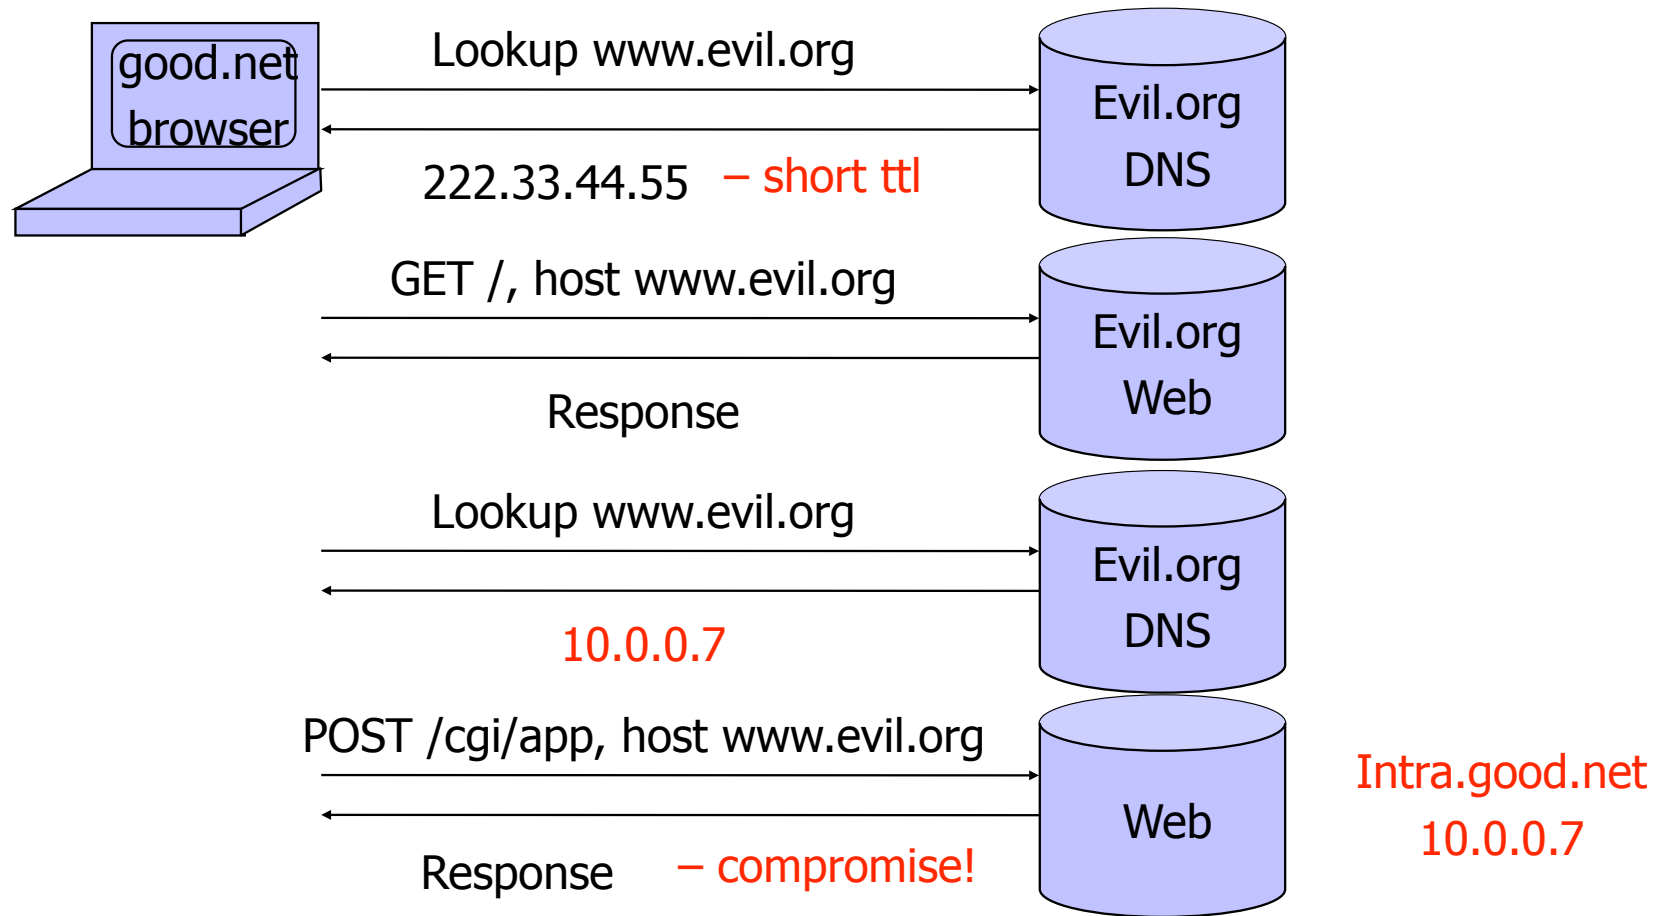 good.net
browser
Lookup www.evil.org
222.33.44.55 – short ttl
Evil.org
DNS
GET /, host www.evil.org
Response
Evil.org
Web
Lookup www.evil.org
10.0.0.7
Evil.org
DNS
POST /cgi/app, host www.evil.org
Response – compromise!
Web
Intra.good.net
10.0.0.7